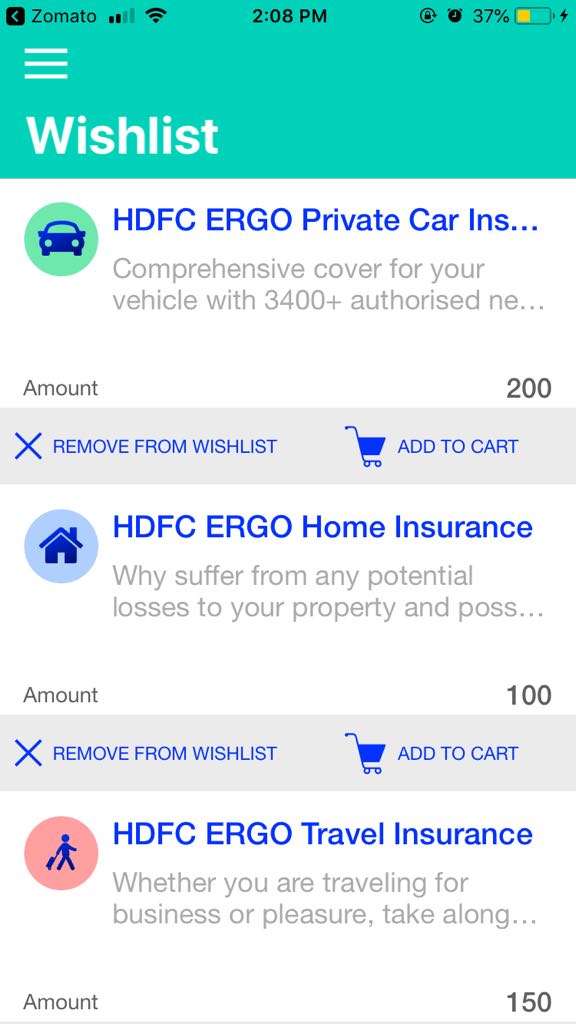 Zomato 2:08 PM 37%
Wishlist
HDFC ERGO Private Car Ins...
Comprehensive cover for your
vehicle with 3400+ authorised ne...
Amount 200
REMOVE FROM WISHLIST ADD TO CART
HDFC ERGO Home Insurance
Why suffer from any potential
losses to your property and poss...
Amount 100
REMOVE FROM WISHLIST ADD TO CART
HDFC ERGO Travel Insurance
Whether you are traveling for
business or pleasure, take along...
Amount 150